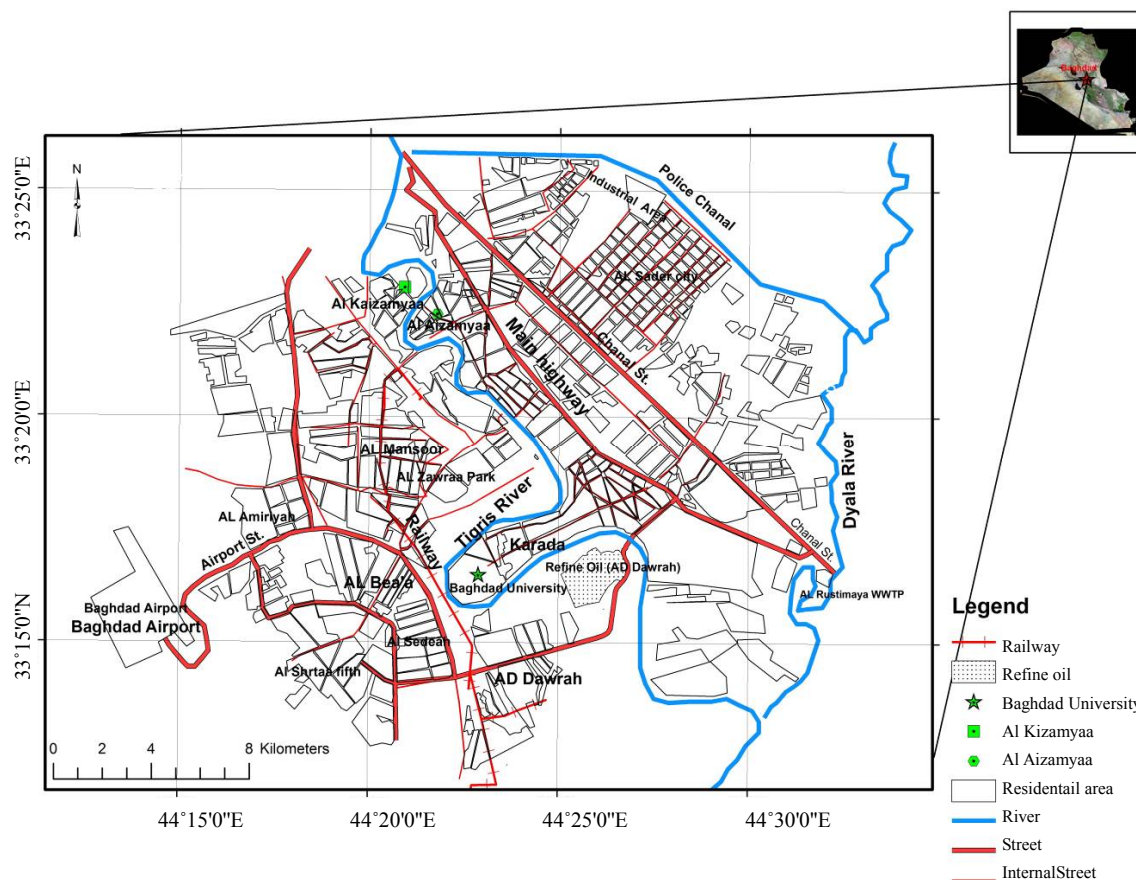 Baghdad
N
33°25'0"E
33°20'0"E
33°15'0"N
Police Chanal
Industrial Area
AL Sader city
Al Kaizamyaa
Al Aizamyaa
Main highway
Chanal St.
AL Mansoor
AL Zawraa Park
Tigris River
Dyala River
AL Amiriyah
Railway
Airport St.
Karada
Chanal St.
Refine Oil (AD Dawrah)
AL Bea'a
Baghdad University
AL Rustimaya WWTP
Baghdad Airport
Baghdad Airport
Al Sedean
Al Shrtaa fifth
AD Dawrah
0 2 4 8 Kilometers
44°15'0"E
44°20'0"E
44°25'0"E
44°30'0"E
Legend
Railway
Refine oil
Baghdad University
Al Kizamyaa
Al Aizamyaa
Residentail area
River
Street
InternalStreet